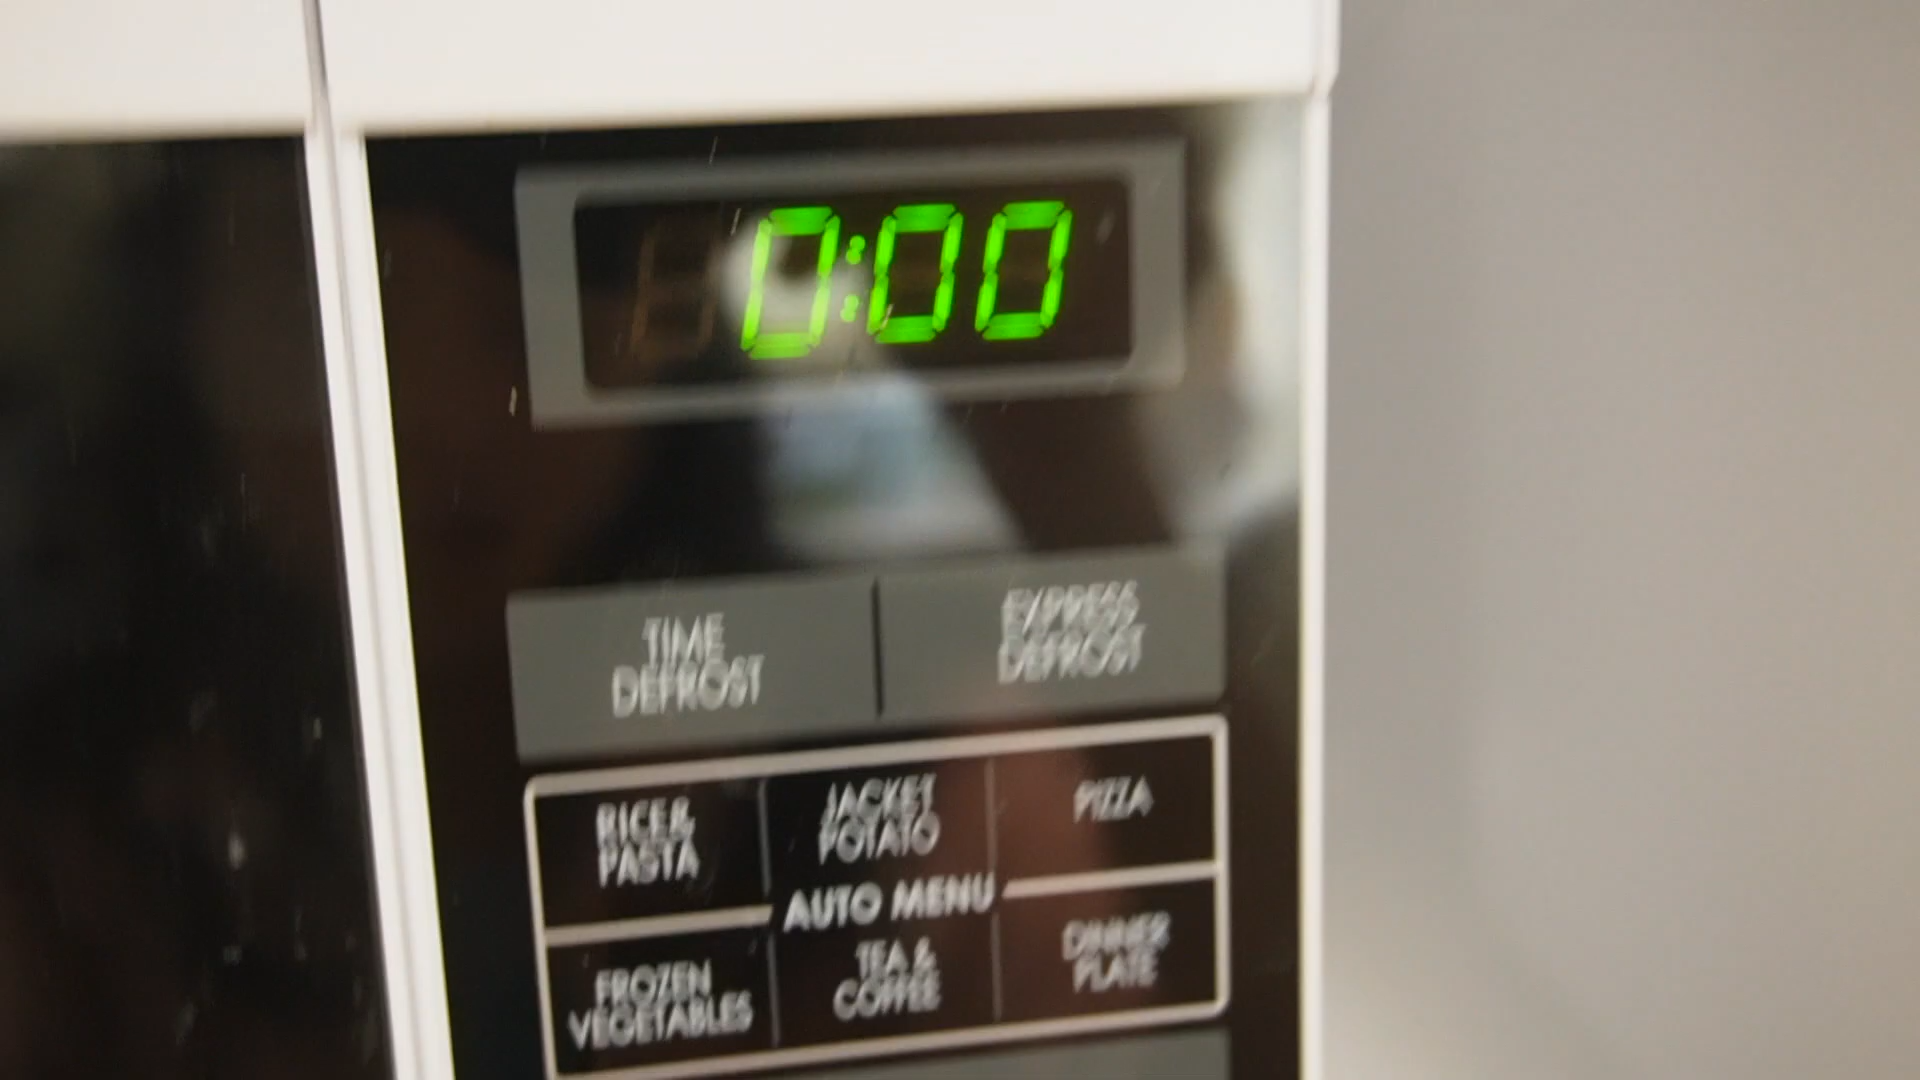 0:00
TIME
DEFROST
EXPRESS
DEFROST
RICE &
PASTA
JACKET
POTATO
PIZZA
AUTO MENU
FROZEN
VEGETABLES
TEA &
COFFEE
DINNER
PLATE